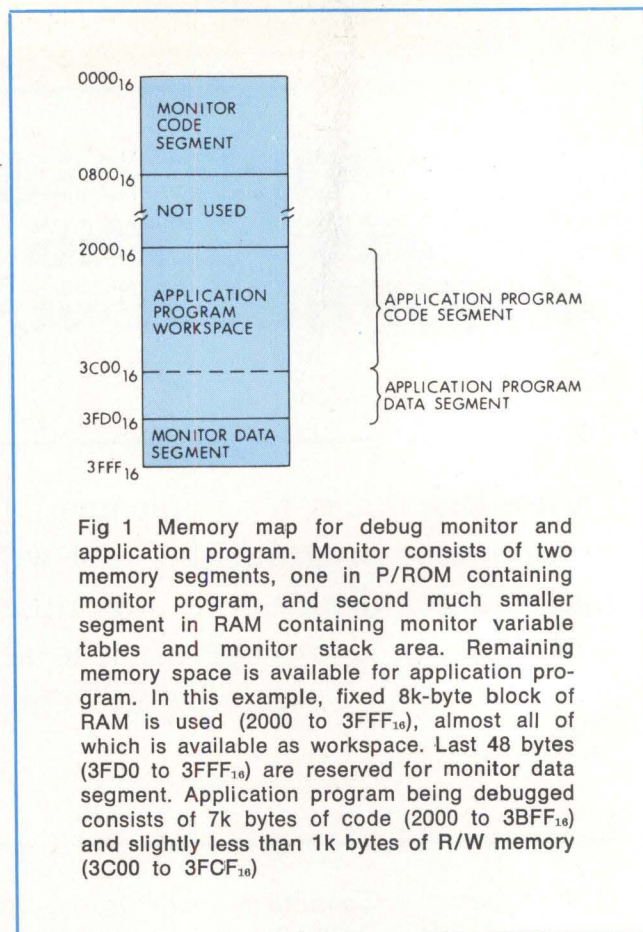 0000₁₆
MONITOR
CODE
SEGMENT
0800₁₆
NOT USED
2000₁₆
APPLICATION
PROGRAM
WORKSPACE
APPLICATION PROGRAM
CODE SEGMENT
3C00₁₆
APPLICATION PROGRAM
DATA SEGMENT
3FD0₁₆
MONITOR DATA
SEGMENT
3FFF₁₆
Fig 1 Memory map for debug monitor and
application program. Monitor consists of two
memory segments, one in P/ROM containing
monitor program, and second much smaller
segment in RAM containing monitor variable
tables and monitor stack area. Remaining
memory space is available for application pro-
gram. In this example, fixed 8k-byte block of
RAM is used (2000 to 3FFF₁₆), almost all of
which is available as workspace. Last 48 bytes
(3FD0 to 3FFF₁₆) are reserved for monitor data
segment. Application program being debugged
consists of 7k bytes of code (2000 to 3BFF₁₆)
and slightly less than 1k bytes of R/W memory
(3C00 to 3FCF₁₆)